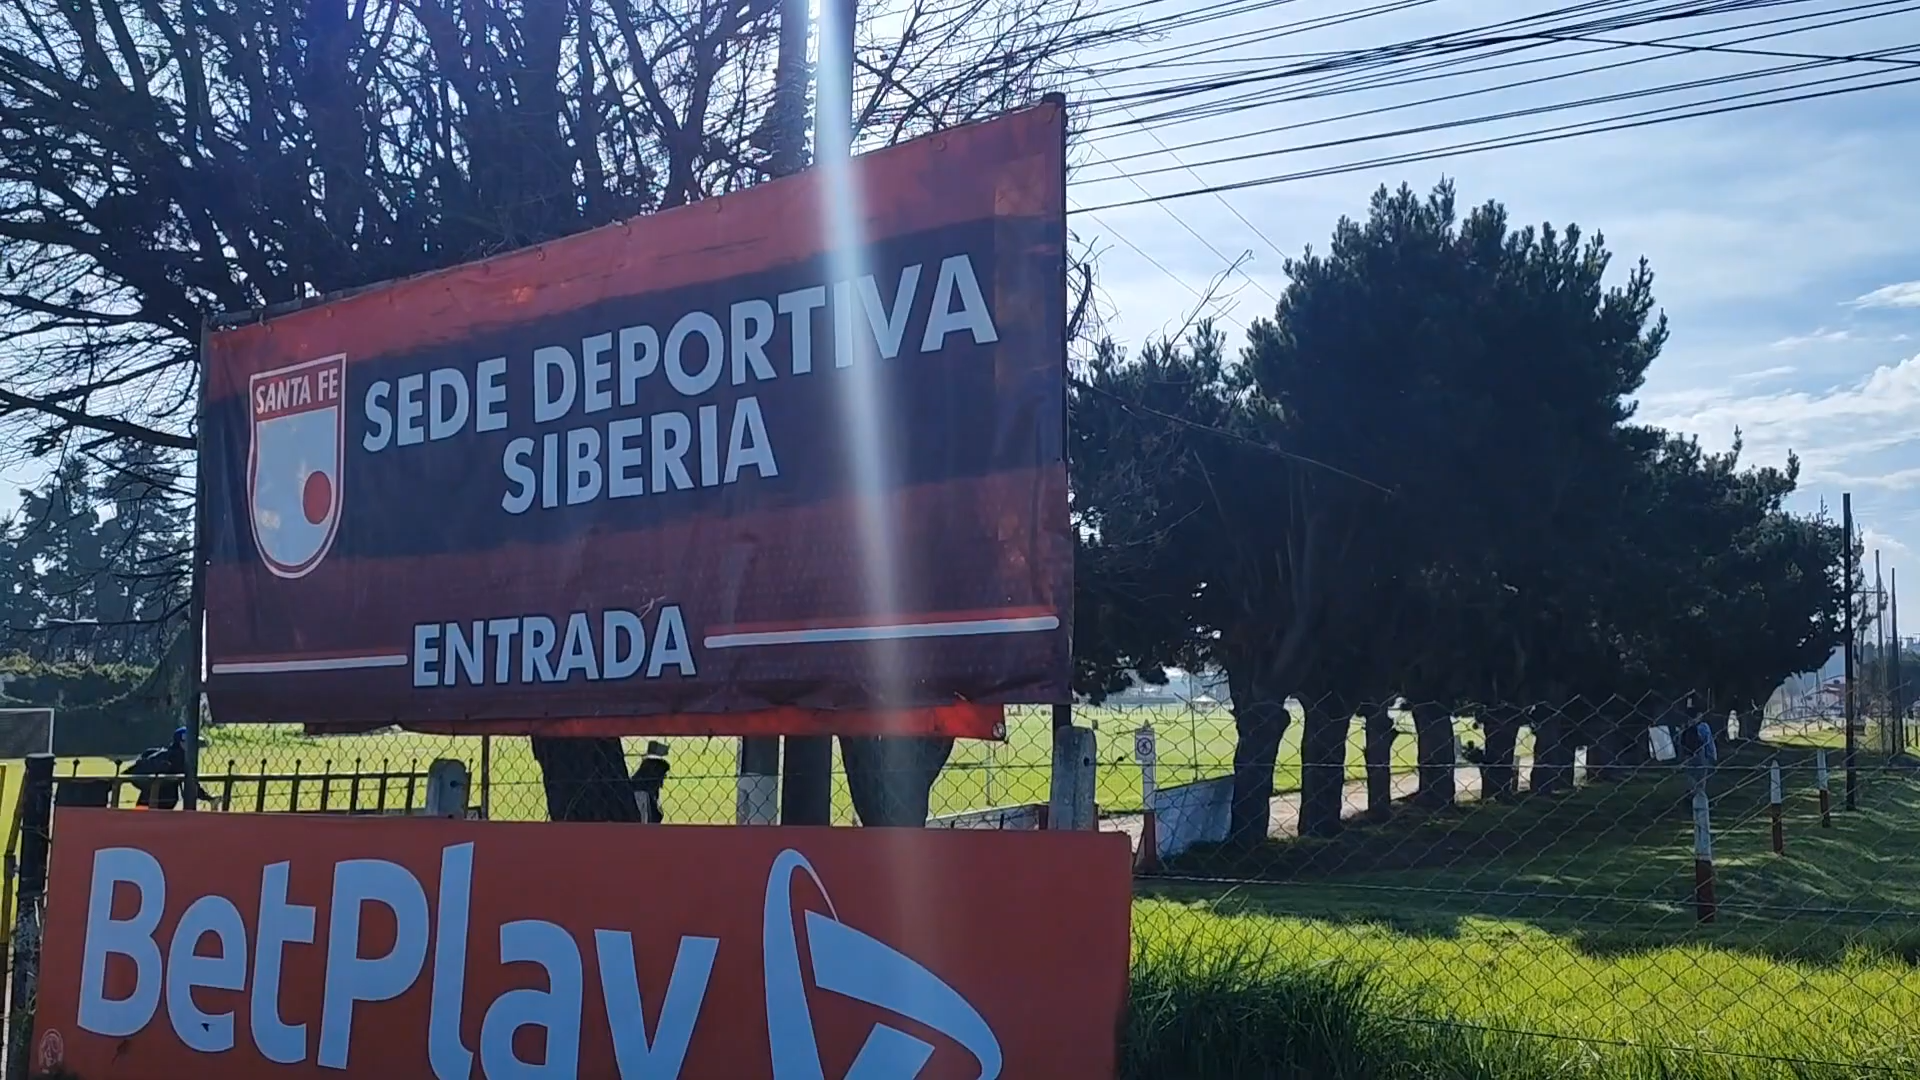 SANTA FE
SEDE DEPORTIVA
SIBERIA
ENTRADA
BetPlay